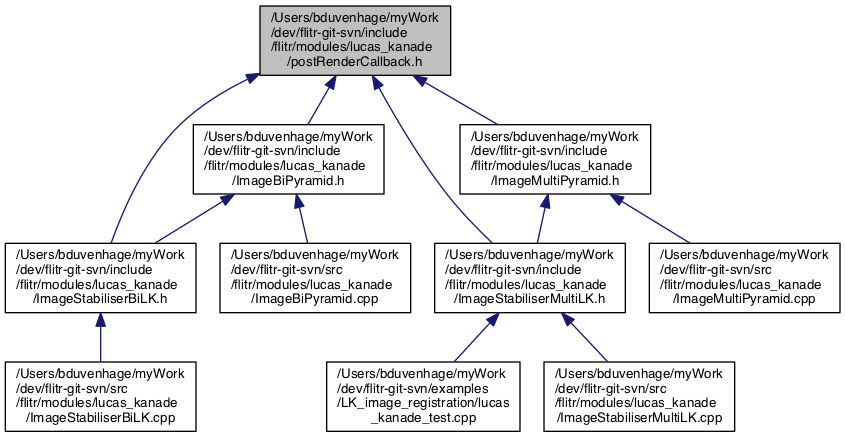 /Users/bduvenhage/myWork
/dev/flitr-git-svn/include
/flitr/modules/lucas_kanade
/postRenderCallback.h
/Users/bduvenhage/myWork
/dev/flitr-git-svn/include
/flitr/modules/lucas_kanade
/ImageBiPyramid.h
/Users/bduvenhage/myWork
/dev/flitr-git-svn/include
/flitr/modules/lucas_kanade
/ImageMultiPyramid.h
/Users/bduvenhage/myWork
/dev/flitr-git-svn/include
/flitr/modules/lucas_kanade
/ImageStabiliserBiLK.h
/Users/bduvenhage/myWork
/dev/flitr-git-svn/src
/flitr/modules/lucas_kanade
/ImageBiPyramid.cpp
/Users/bduvenhage/myWork
/dev/flitr-git-svn/include
/flitr/modules/lucas_kanade
/ImageStabiliserMultiLK.h
/Users/bduvenhage/myWork
/dev/flitr-git-svn/src
/flitr/modules/lucas_kanade
/ImageMultiPyramid.cpp
/Users/bduvenhage/myWork
/dev/flitr-git-svn/src
/flitr/modules/lucas_kanade
/ImageStabiliserBiLK.cpp
/Users/bduvenhage/myWork
/dev/flitr-git-svn/examples
/LK_image_registration/lucas
_kanade_test.cpp
/Users/bduvenhage/myWork
/dev/flitr-git-svn/src
/flitr/modules/lucas_kanade
/ImageStabiliserMultiLK.cpp